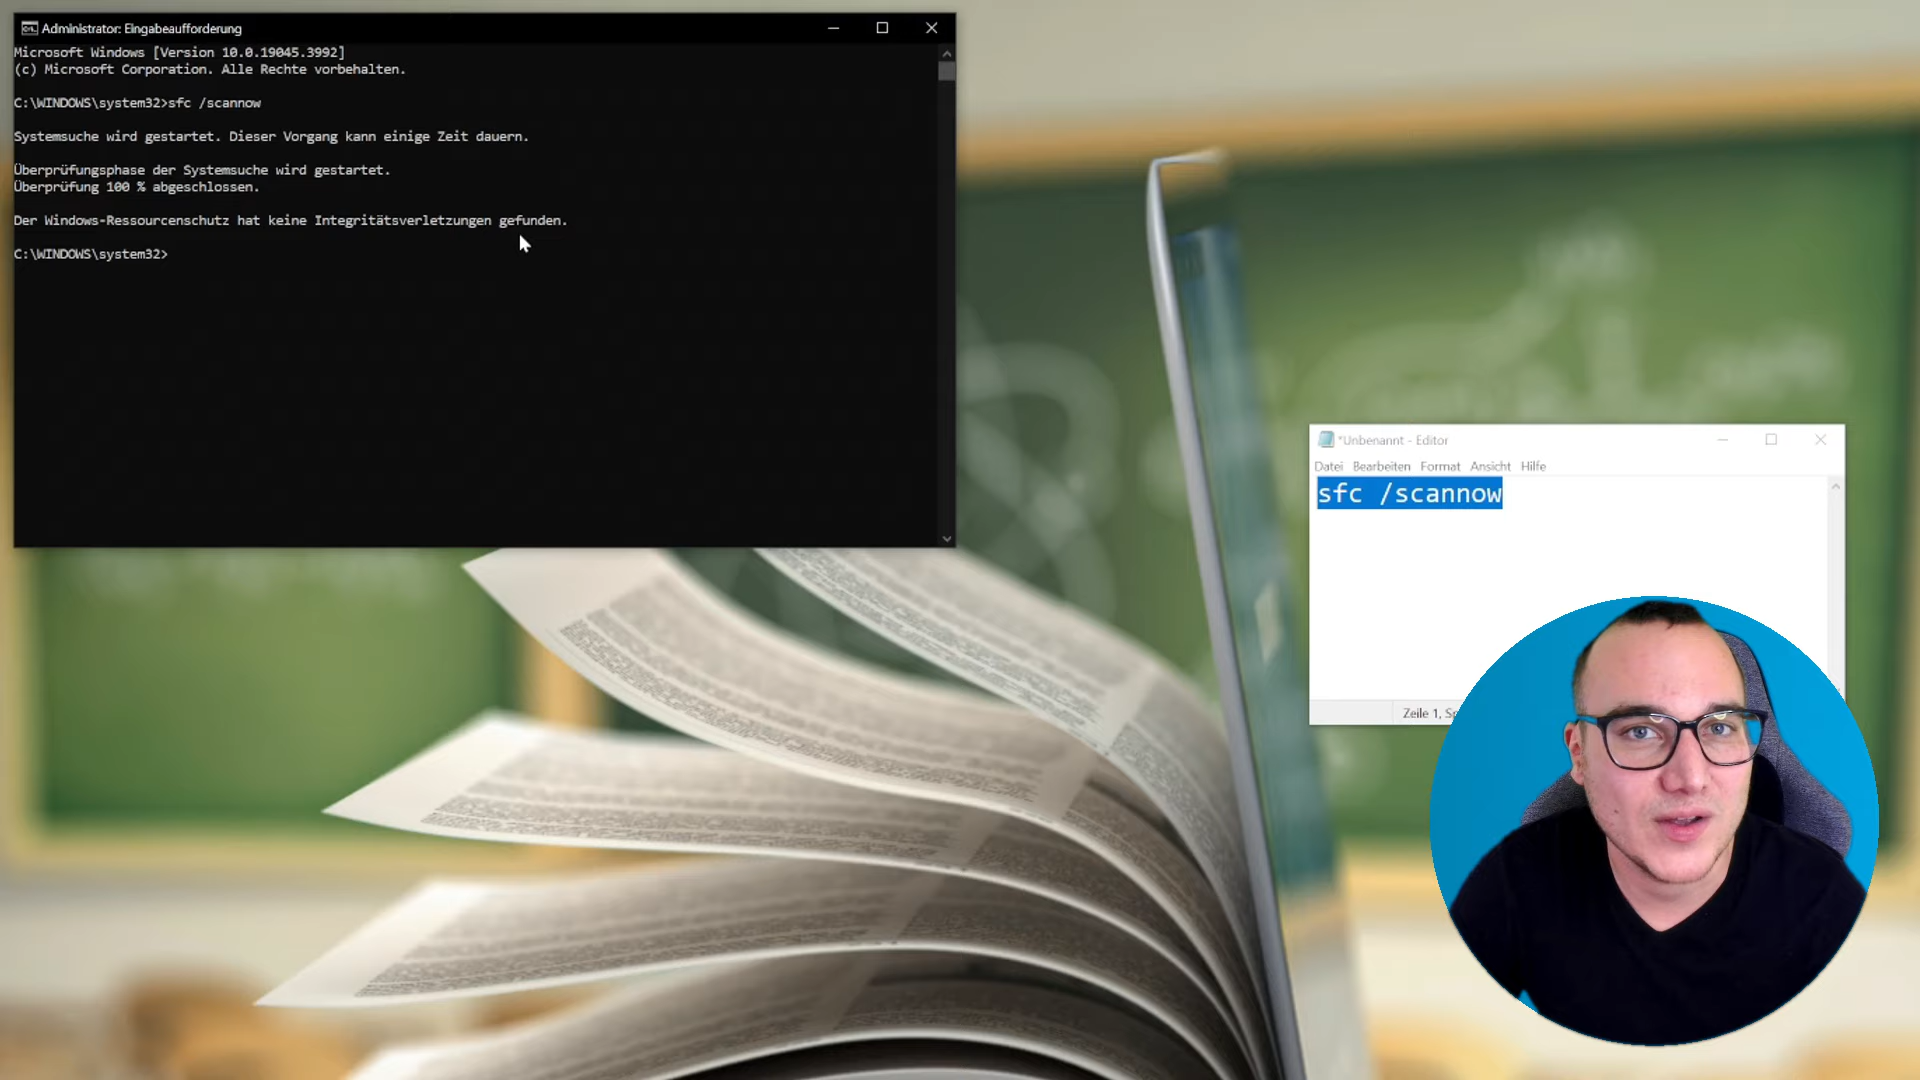 Administrator: Eingabeaufforderung
Microsoft Windows [Version 10.0.19045.3992]
(c) Microsoft Corporation. Alle Rechte vorbehalten.
C:\WINDOWS\system32>sfc /scannow
Systemsuche wird gestartet. Dieser Vorgang kann einige Zeit dauern.
Überprüfungsphase der Systemsuche wird gestartet.
Überprüfung 100 % abgeschlossen.
Der Windows-Ressourcenschutz hat keine Integritätsverletzungen gefunden.
C:\WINDOWS\system32>
*Unbenannt - Editor
Datei Bearbeiten Format Ansicht Hilfe
sfc /scannow
Zeile 1, Sp